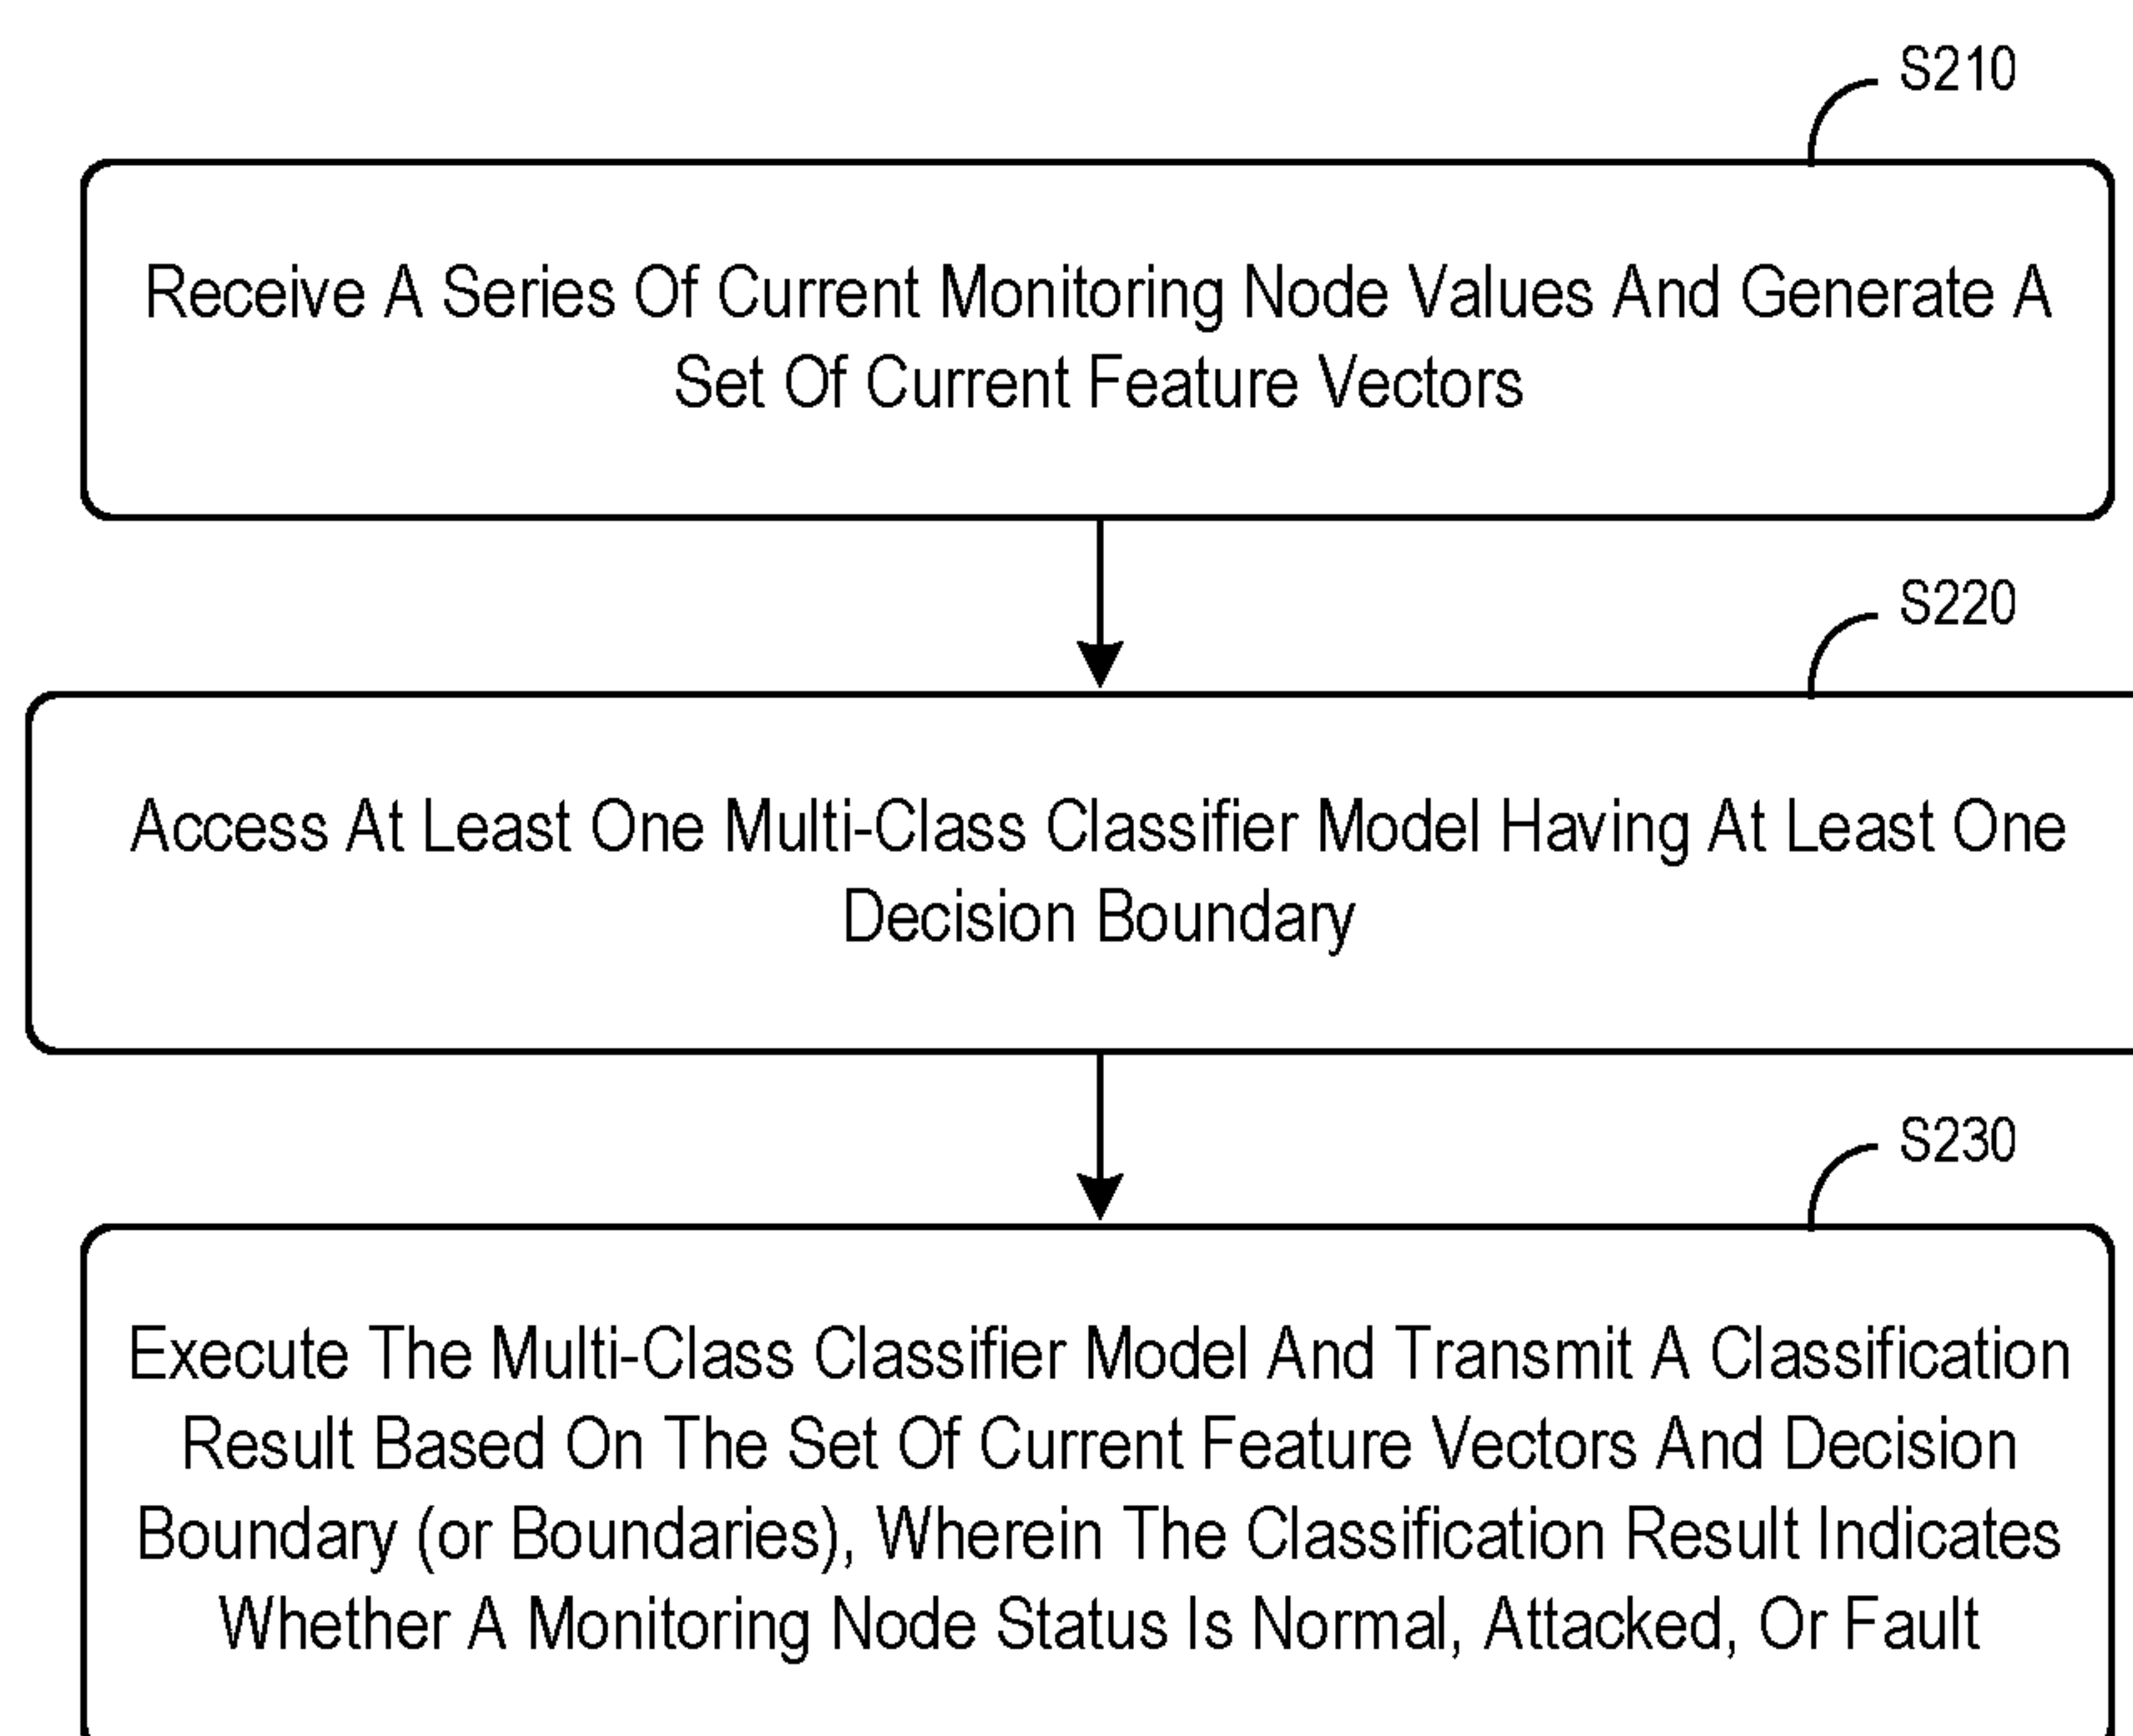 S210
Receive A Series Of Current Monitoring Node Values And Generate A
Set Of Current Feature Vectors
S220
Access At Least One Multi-Class Classifier Model Having At Least One
Decision Boundary
S230
Execute The Multi-Class Classifier Model And Transmit A Classification
Result Based On The Set Of Current Feature Vectors And Decision
Boundary (or Boundaries), Wherein The Classification Result Indicates
Whether A Monitoring Node Status Is Normal, Attacked, Or Fault